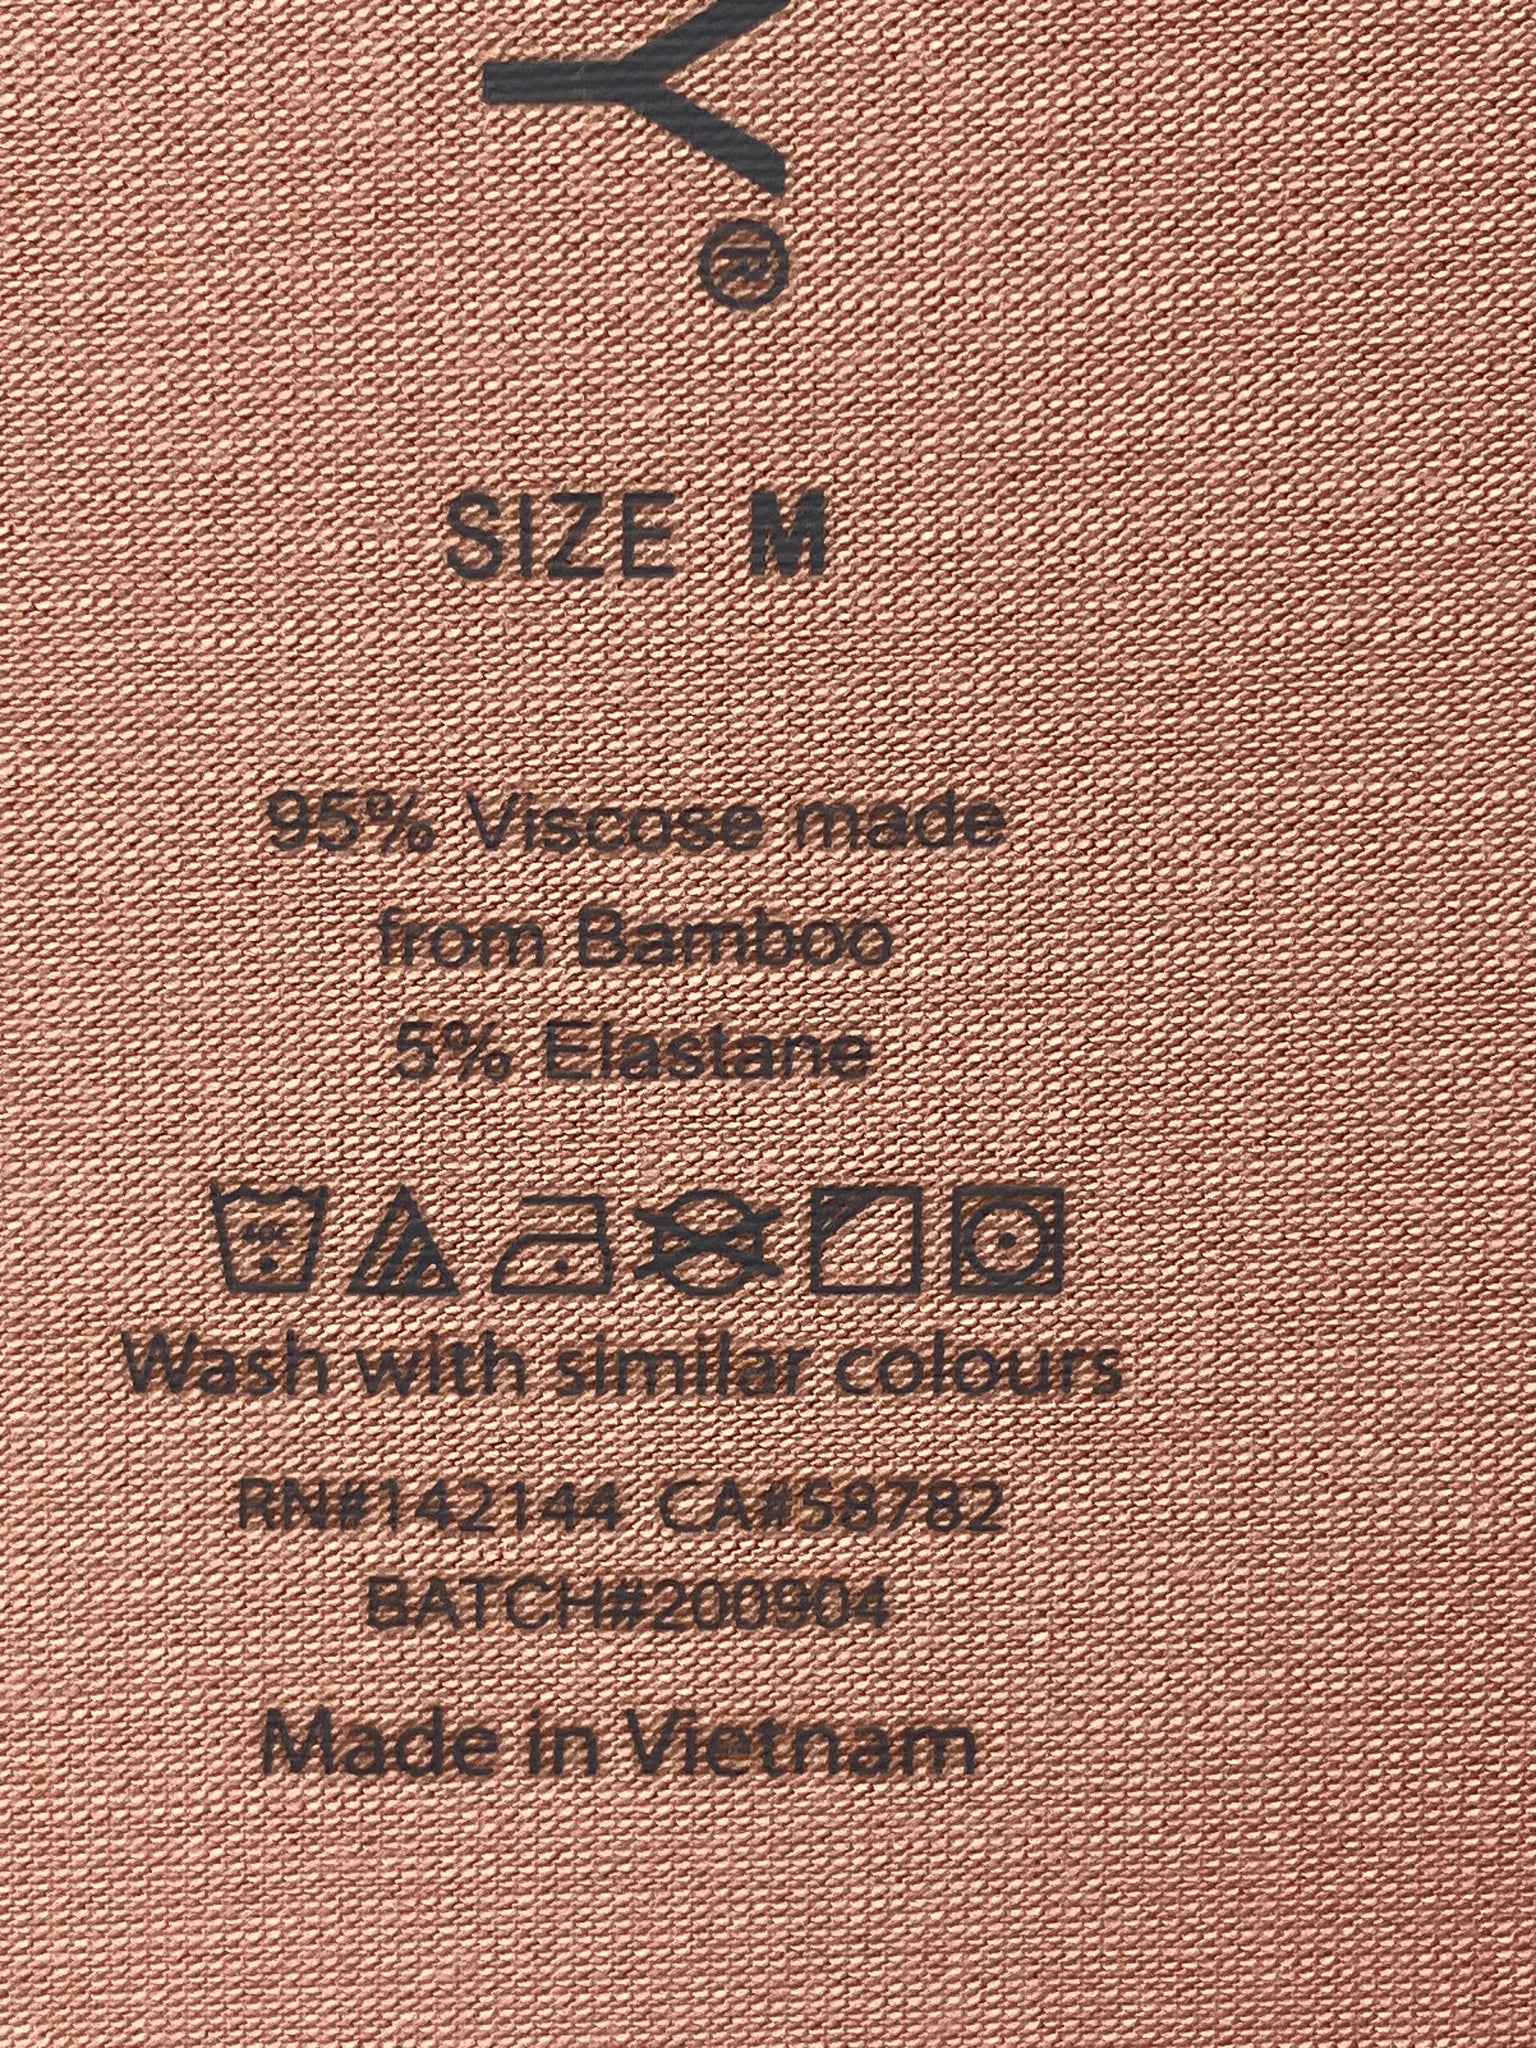 Y®
SIZE M
95% Viscose made
from Bamboo
5% Elastane
40C
Wash with similar colours
RN#142144 CA#58782
BATCH#200904
Made in Vietnam